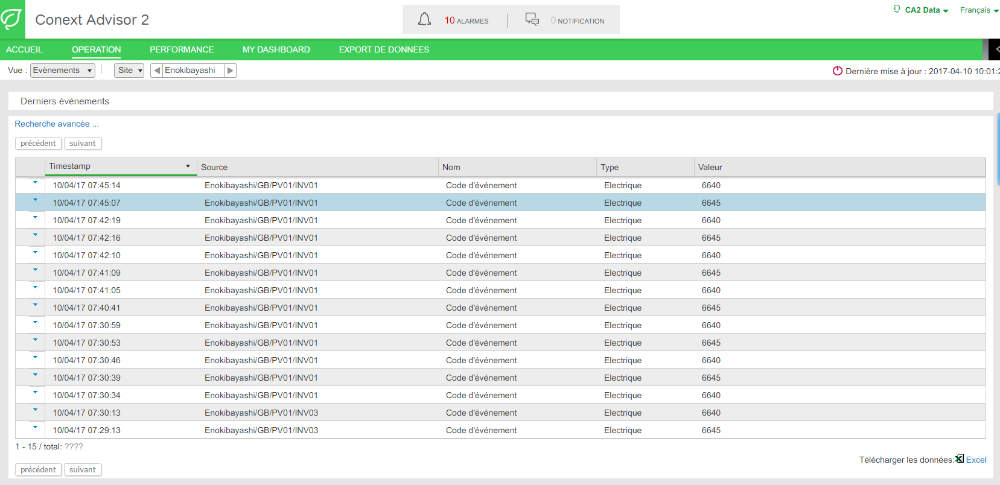 Conext Advisor 2
10 ALARMES
0 NOTIFICATION
CA2 Data
Français
ACCUEIL OPERATION PERFORMANCE MY DASHBOARD EXPORT DE DONNEES
Vue : Evènements Site Enokibayashi
Dernière mise à jour : 2017-04-10 10:01:2
Derniers évènements
Recherche avancée ...
précédent suivant
Timestamp Source Nom Type Valeur
10/04/17 07:45:14 Enokibayashi/GB/PV01/INV01 Code d'événement Electrique 6640
10/04/17 07:45:07 Enokibayashi/GB/PV01/INV01 Code d'événement Electrique 6645
10/04/17 07:42:19 Enokibayashi/GB/PV01/INV01 Code d'événement Electrique 6640
10/04/17 07:42:16 Enokibayashi/GB/PV01/INV01 Code d'événement Electrique 6645
10/04/17 07:42:10 Enokibayashi/GB/PV01/INV01 Code d'événement Electrique 6640
10/04/17 07:41:09 Enokibayashi/GB/PV01/INV01 Code d'événement Electrique 6645
10/04/17 07:41:05 Enokibayashi/GB/PV01/INV01 Code d'événement Electrique 6640
10/04/17 07:40:41 Enokibayashi/GB/PV01/INV01 Code d'événement Electrique 6645
10/04/17 07:30:59 Enokibayashi/GB/PV01/INV01 Code d'événement Electrique 6640
10/04/17 07:30:53 Enokibayashi/GB/PV01/INV01 Code d'événement Electrique 6645
10/04/17 07:30:46 Enokibayashi/GB/PV01/INV01 Code d'événement Electrique 6640
10/04/17 07:30:39 Enokibayashi/GB/PV01/INV01 Code d'événement Electrique 6645
10/04/17 07:30:34 Enokibayashi/GB/PV01/INV01 Code d'événement Electrique 6640
10/04/17 07:30:13 Enokibayashi/GB/PV01/INV03 Code d'événement Electrique 6640
10/04/17 07:29:13 Enokibayashi/GB/PV01/INV03 Code d'événement Electrique 6645
1 - 15 / total: ????
Télécharger les données: Excel
précédent suivant